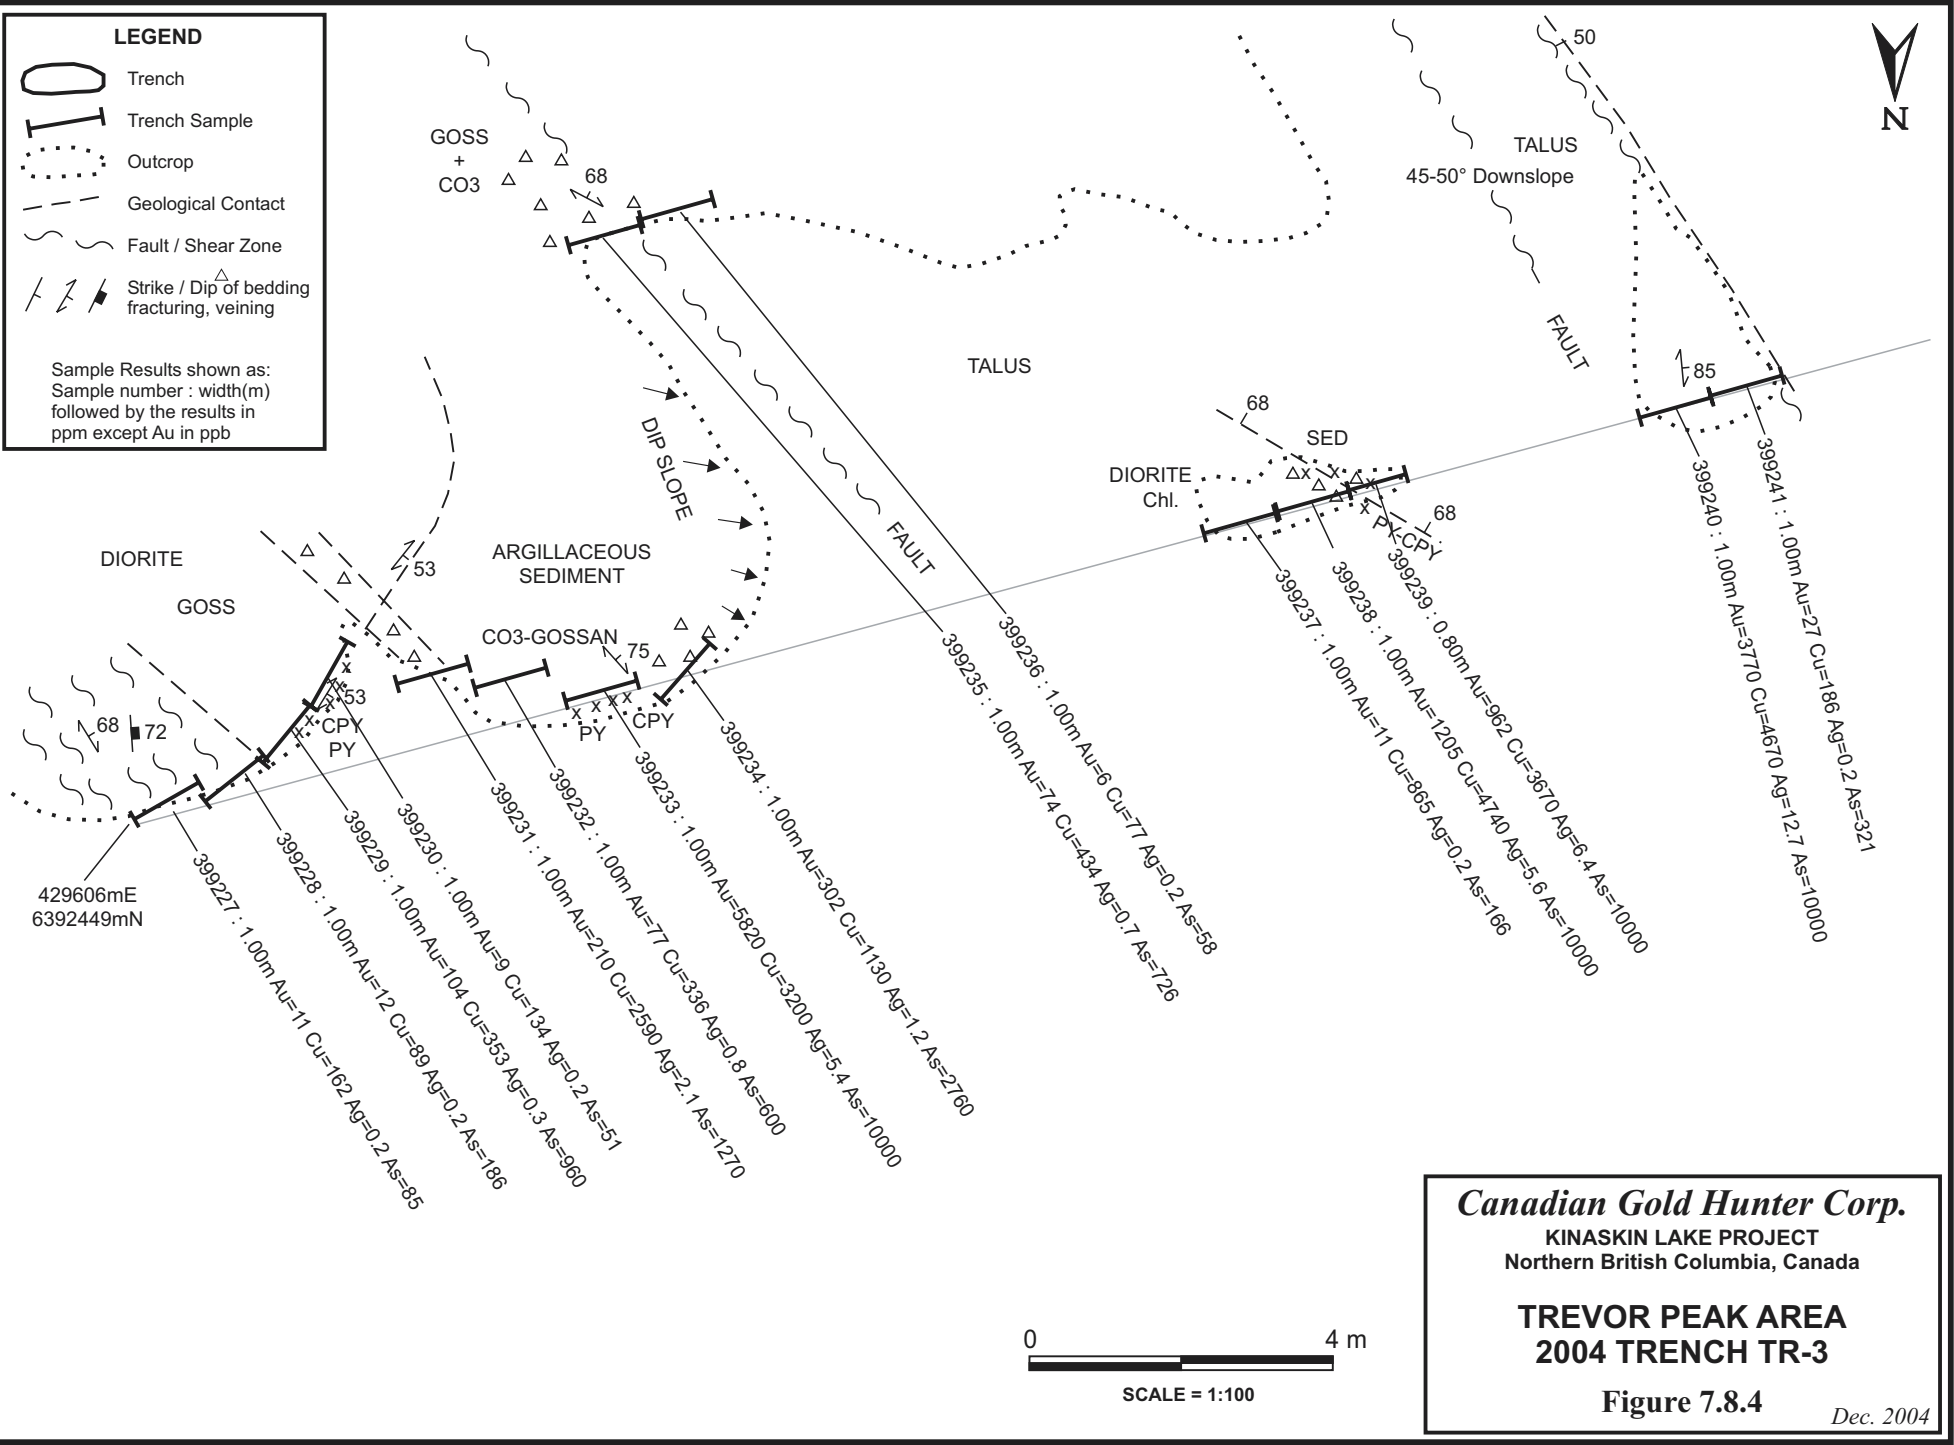 LEGEND
Trench
Trench Sample
Outcrop
Geological Contact
Fault / Shear Zone
Strike / Dip of bedding
fracturing, veining
Sample Results shown as:
Sample number : width(m)
followed by the results in
ppm except Au in ppb
50
N
GOSS
+
CO3
68
TALUS
45-50° Downslope
FAULT
TALUS
85
68
SED
DIORITE
Chl.
68
PY-CPY
DIP SLOPE
FAULT
DIORITE
GOSS
53
ARGILLACEOUS
SEDIMENT
CO3-GOSSAN
75
53
CPY
PY
PY
CPY
68
72
429606mE
6392449mN
399227 : 1.00m Au=11 Cu=162 Ag=0.2 As=85
399228 : 1.00m Au=12 Cu=89 Ag=0.2 As=186
399229 : 1.00m Au=104 Cu=353 Ag=0.3 As=960
399230 : 1.00m Au=9 Cu=134 Ag=0.2 As=51
399231 : 1.00m Au=210 Cu=2590 Ag=2.1 As=1270
399232 : 1.00m Au=77 Cu=336 Ag=0.8 As=600
399233 : 1.00m Au=5820 Cu=3200 Ag=5.4 As=10000
399234 : 1.00m Au=302 Cu=1130 Ag=1.2 As=2760
399235 : 1.00m Au=74 Cu=434 Ag=0.7 As=726
399236 : 1.00m Au=6 Cu=77 Ag=0.2 As=58
399237 : 1.00m Au=11 Cu=865 Ag=0.2 As=166
399238 : 1.00m Au=1205 Cu=4740 Ag=5.6 As=10000
399239 : 0.80m Au=962 Cu=3670 Ag=6.4 As=10000
399240 : 1.00m Au=3770 Cu=4670 Ag=12.7 As=10000
399241 : 1.00m Au=27 Cu=186 Ag=0.2 As=321
0 4 m
SCALE = 1:100
Canadian Gold Hunter Corp.
KINASKIN LAKE PROJECT
Northern British Columbia, Canada
TREVOR PEAK AREA
2004 TRENCH TR-3
Figure 7.8.4
Dec. 2004